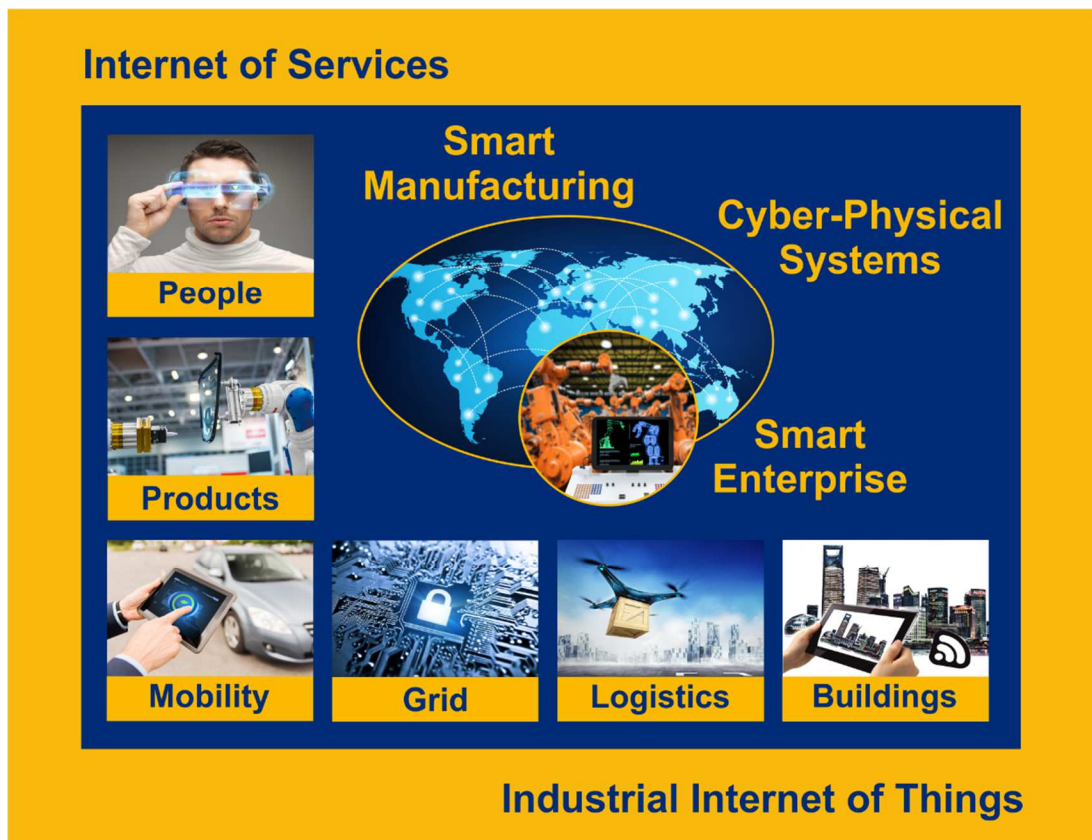 Internet of Services
Smart
Manufacturing
Cyber-Physical
Systems
People
Products
Smart
Enterprise
Mobility
Grid
Logistics
Buildings
Industrial Internet of Things